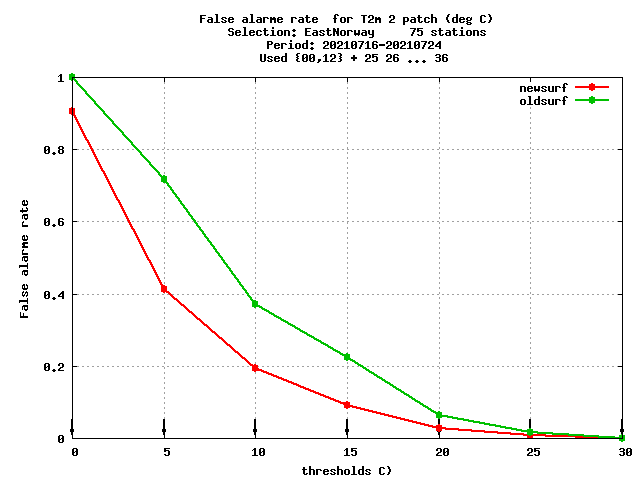 False alarme rate  for T2m 2 patch (deg C)
Selection: EastNorway     75 stations
Period: 20210716-20210724
Used {00,12} + 25 26 ... 36
newsurf
oldsurf
1
0.8
0.6
0.4
0.2
0
False alarme rate
0 5 10 15 20 25 30
thresholds C)